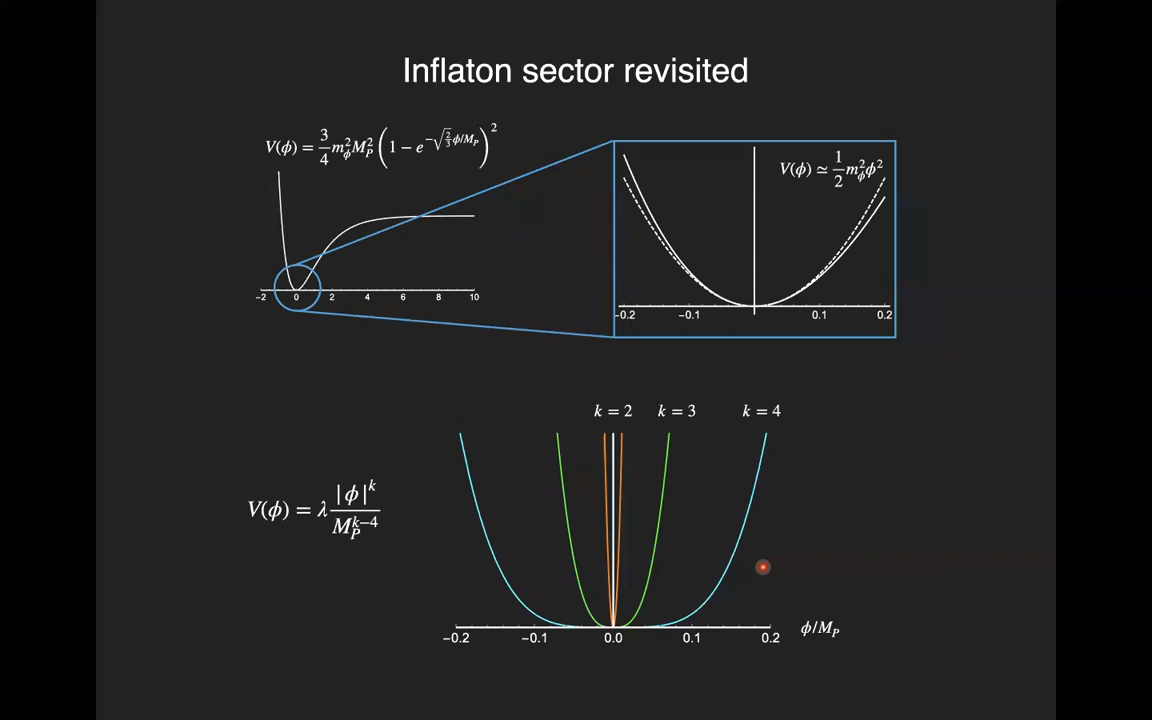 Inflaton sector revisited
V(ϕ) = 3/4 m_ϕ^2 M_P^2 (1 − e^{−√(2/3) ϕ/M_P})^2
−2 0 2 4 6 8 10
V(ϕ) ≃ 1/2 m_ϕ^2 ϕ^2
-0.2 −0.1 0.1 0.2
k = 2 k = 3 k = 4
V(ϕ) = λ |ϕ|^k / M_P^{k−4}
−0.2 −0.1 0.0 0.1 0.2
ϕ/M_P